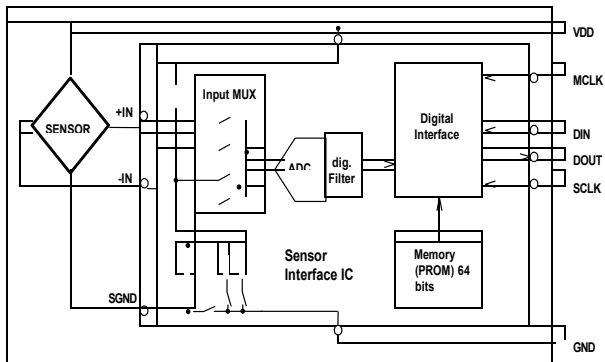 VDD
MCLK
Input MUX
+IN
Digital
Interface
DIN
SENSOR
DOUT
ADC
dig.
Filter
-IN
SCLK
Sensor
Interface IC
Memory
(PROM) 64
bits
SGND
GND